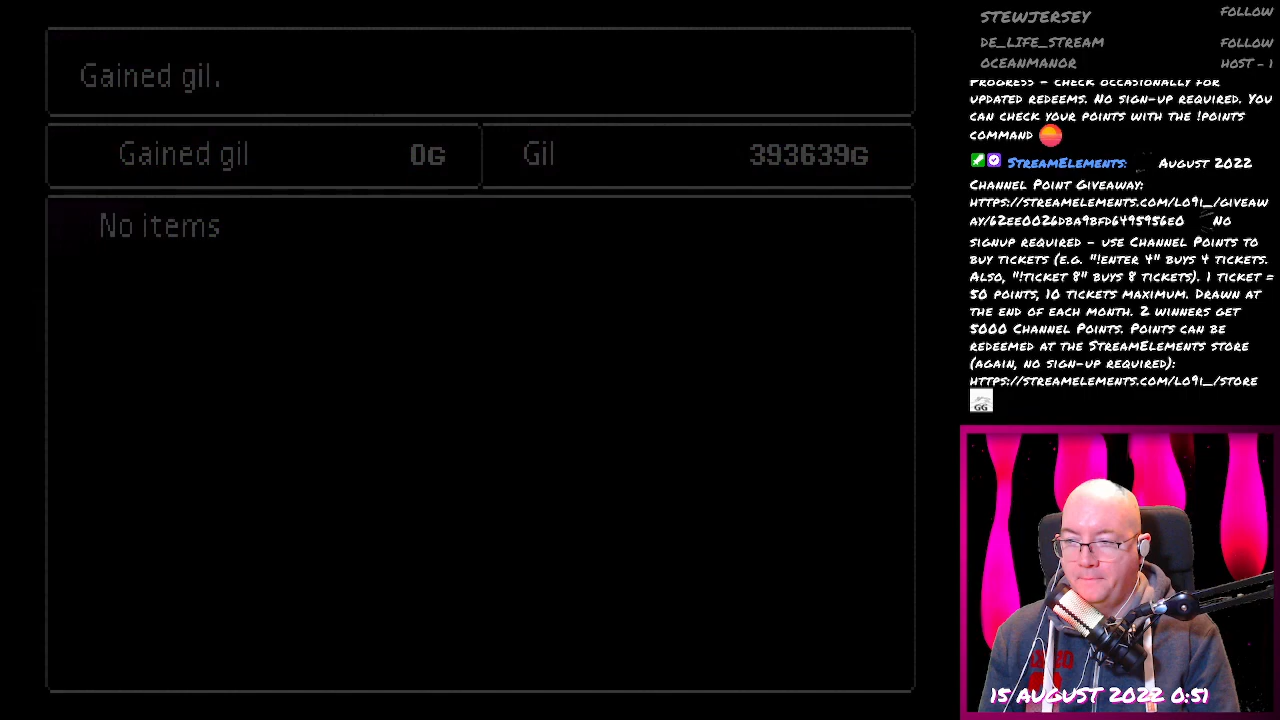 Gained gil.
Gained gil 0G Gil 393639G
No items
STEWJERSEY FOLLOW
DE_LIFE_STREAM FOLLOW
OCEANMANOR HOST - 1
PROGRESS - CHECK OCCASIONALLY FOR
UPDATED REDEEMS. NO SIGN-UP REQUIRED. YOU
CAN CHECK YOUR POINTS WITH THE !POINTS
COMMAND
STREAMELEMENTS: AUGUST 2022
CHANNEL POINT GIVEAWAY:
HTTPS://STREAMELEMENTS.COM/LO91_/GIVEAW
AY/62EE0026DBA9BFD6495956E0 NO
SIGNUP REQUIRED - USE CHANNEL POINTS TO
BUY TICKETS (E.G. "!ENTER 4" BUYS 4 TICKETS.
ALSO, "!TICKET 8" BUYS 8 TICKETS). 1 TICKET =
50 POINTS, 10 TICKETS MAXIMUM. DRAWN AT
THE END OF EACH MONTH. 2 WINNERS GET
5000 CHANNEL POINTS. POINTS CAN BE
REDEEMED AT THE STREAMELEMENTS STORE
(AGAIN, NO SIGN-UP REQUIRED):
HTTPS://STREAMELEMENTS.COM/LO91_/STORE
GG
15 AUGUST 2022 0:51